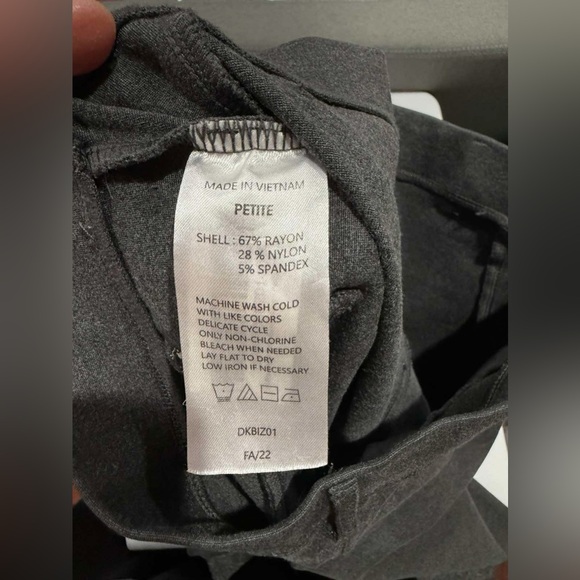 MADE IN VIETNAM
PETITE
SHELL : 67% RAYON
28 % NYLON
5% SPANDEX
MACHINE WASH COLD
WITH LIKE COLORS
DELICATE CYCLE
ONLY NON-CHLORINE
BLEACH WHEN NEEDED
LAY FLAT TO DRY
LOW IRON IF NECESSARY
DKBIZ01
FA/22